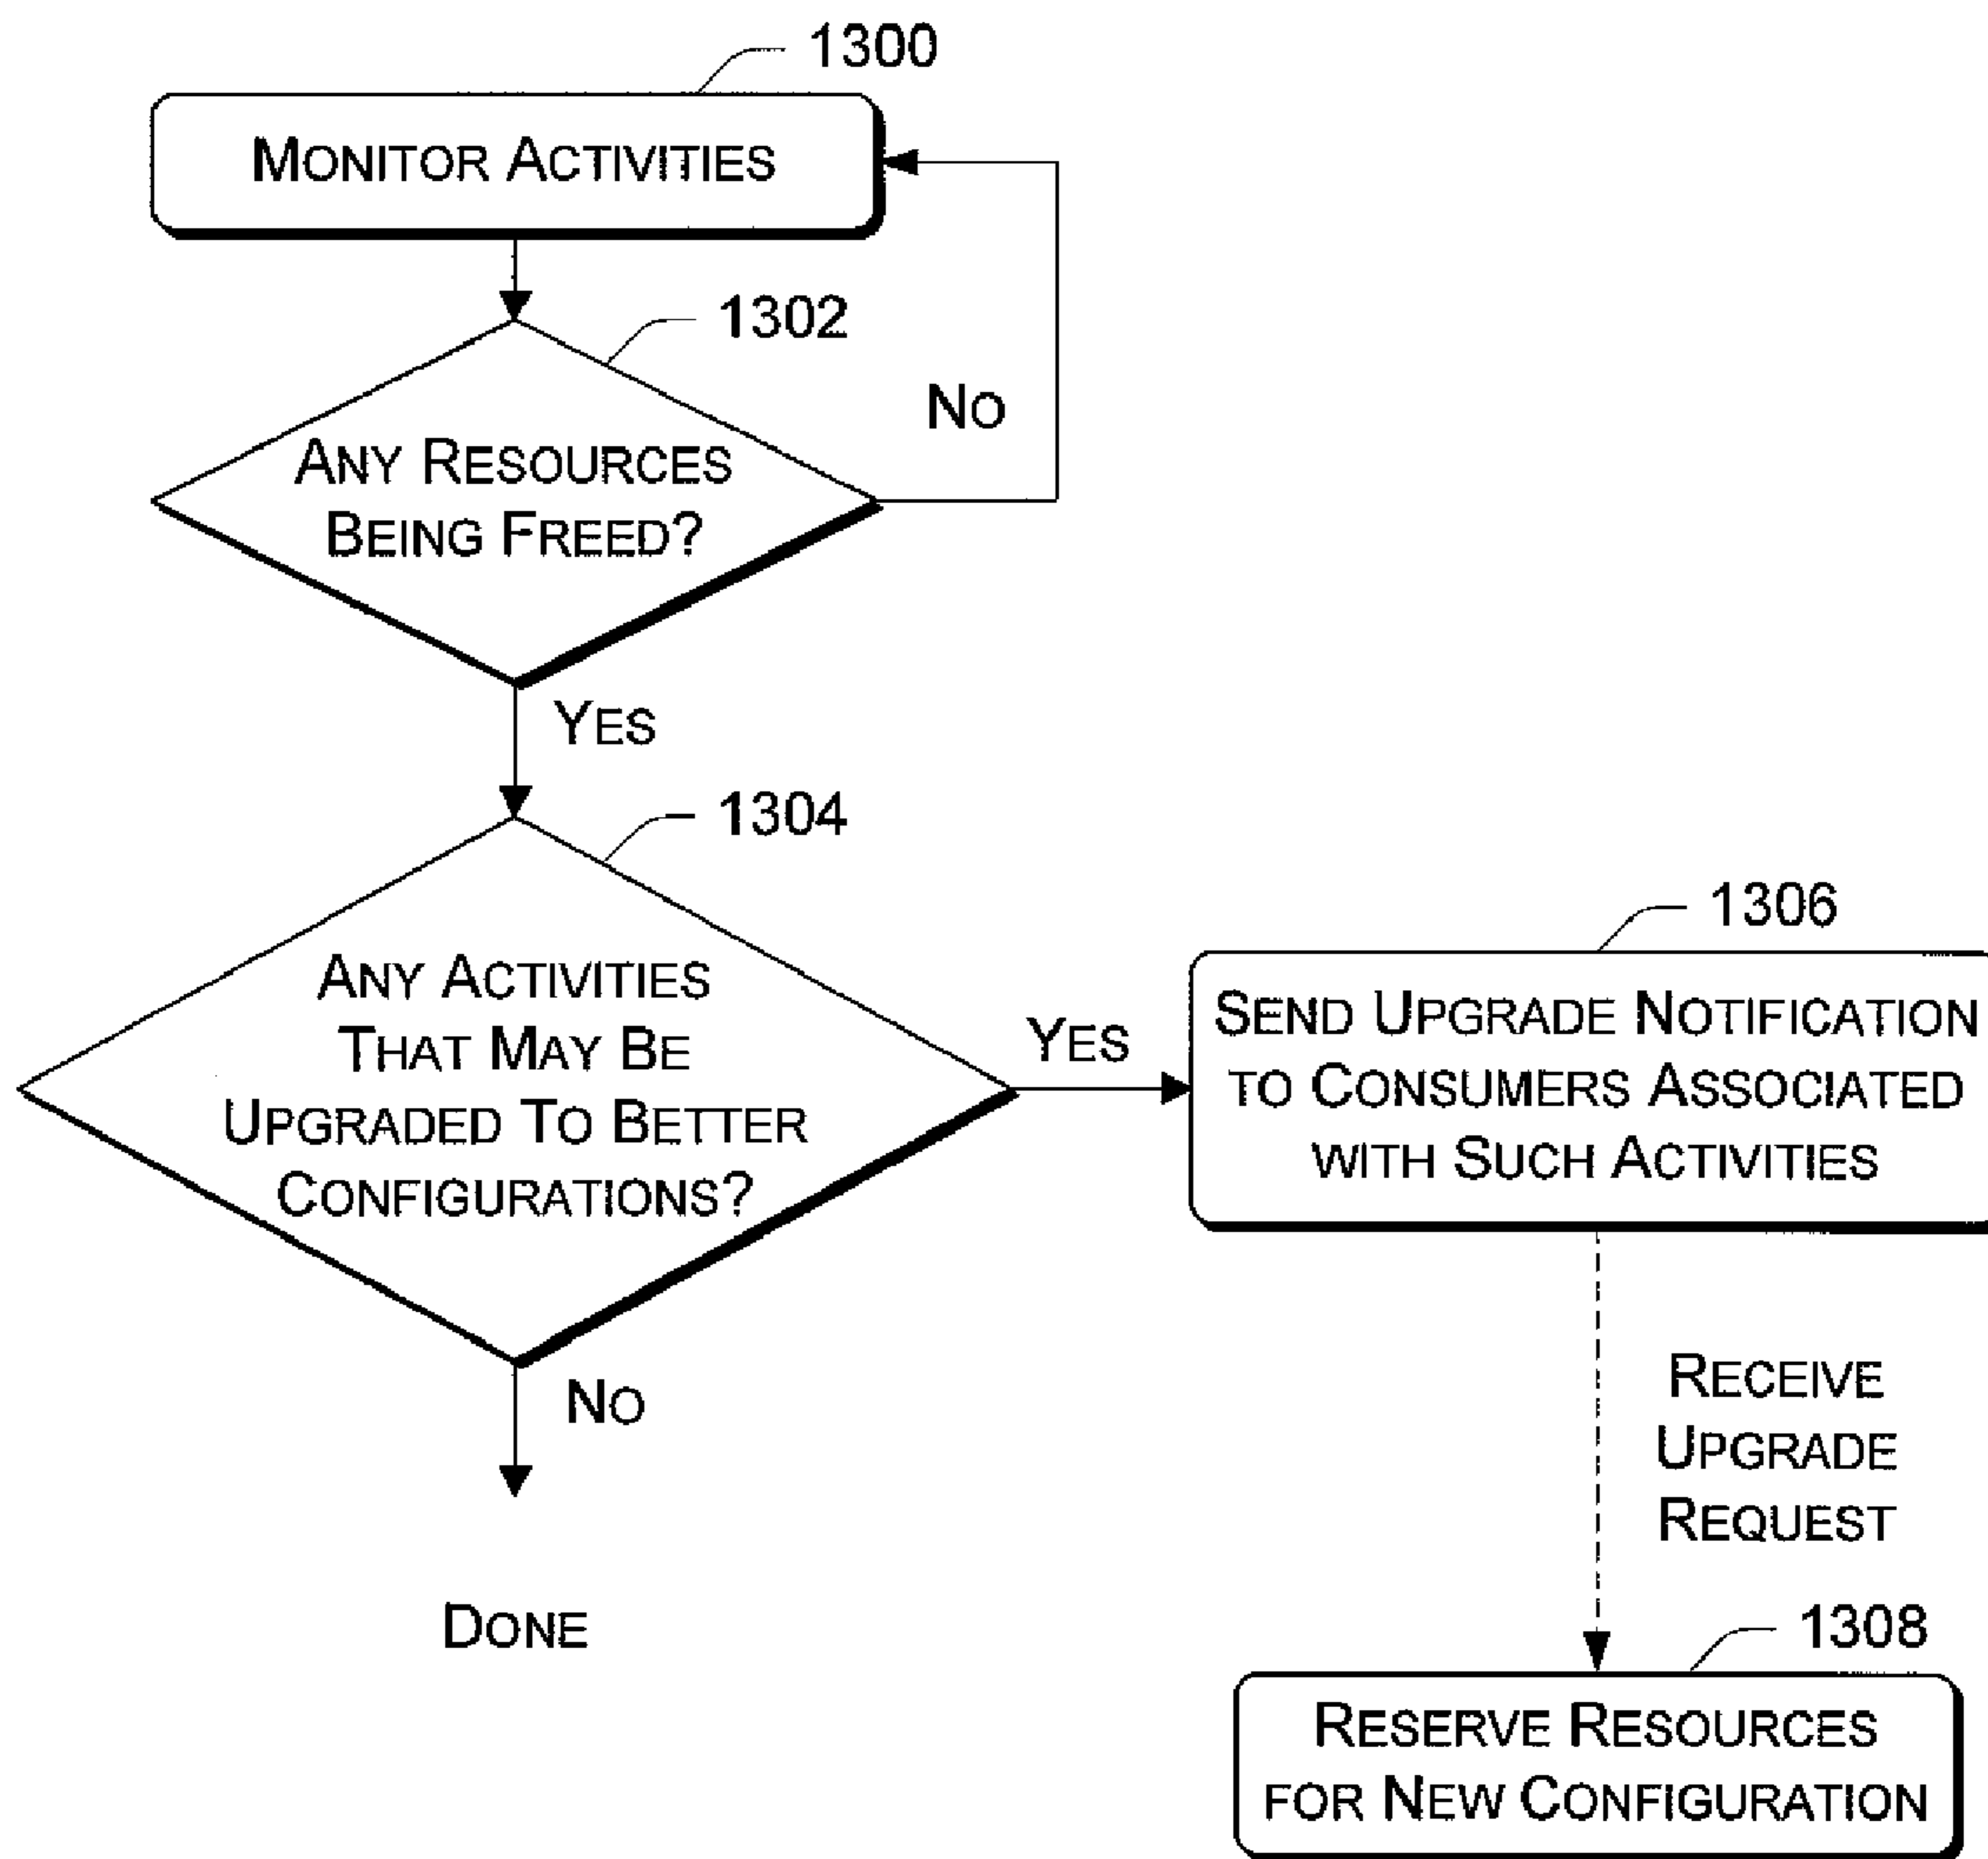 1300
MONITOR ACTIVITIES
1302
NO
ANY RESOURCES
BEING FREED?
YES
1304
ANY ACTIVITIES
THAT MAY BE
UPGRADED TO BETTER
CONFIGURATIONS?
YES
1306
SEND UPGRADE NOTIFICATION
TO CONSUMERS ASSOCIATED
WITH SUCH ACTIVITIES
NO
DONE
RECEIVE
UPGRADE
REQUEST
1308
RESERVE RESOURCES
FOR NEW CONFIGURATION